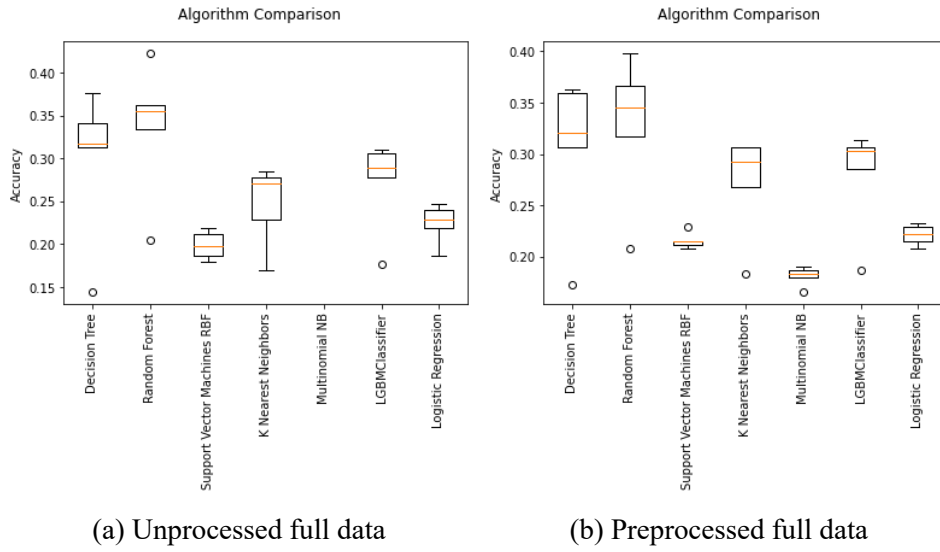 Algorithm Comparison
Accuracy
0.40
0.35
0.30
0.25
0.20
0.15
Decision Tree
Random Forest
Support Vector Machines RBF
K Nearest Neighbors
Multinomial NB
LGBMClassifier
Logistic Regression
(a) Unprocessed full data
Algorithm Comparison
Accuracy
0.40
0.35
0.30
0.25
0.20
Decision Tree
Random Forest
Support Vector Machines RBF
K Nearest Neighbors
Multinomial NB
LGBMClassifier
Logistic Regression
(b) Preprocessed full data